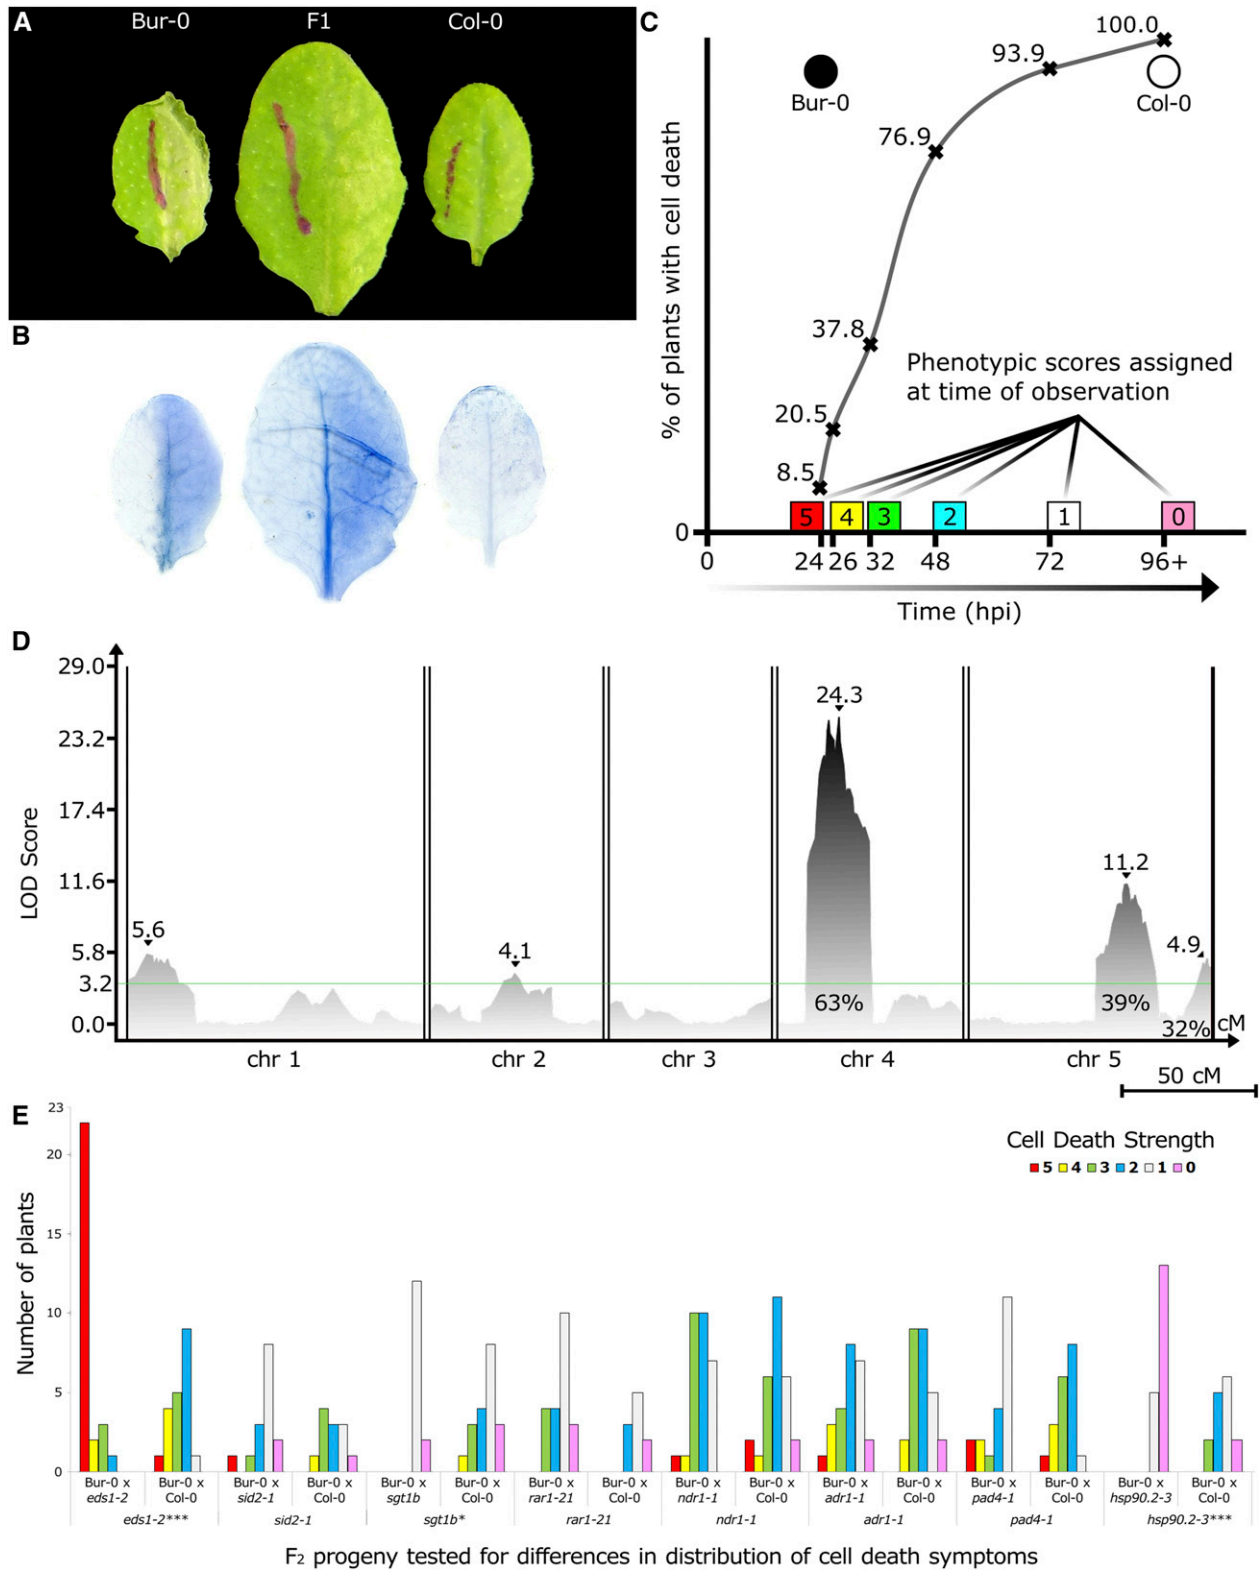 A
Bur-0
F1
Col-0
B
C
% of plants with cell death
100.0
93.9
76.9
37.8
20.5
8.5
Bur-0
Col-0
Phenotypic scores assigned
at time of observation
5
4
3
2
1
0
0
0
24
26
32
48
72
96+
Time (hpi)
D
LOD Score
29.0
23.2
17.4
11.6
5.8
3.2
0.0
5.6
4.1
24.3
11.2
4.9
63%
39%
32%
cM
chr 1
chr 2
chr 3
chr 4
chr 5
50 cM
E
Number of plants
23
20
15
10
5
0
Cell Death Strength
5 4 3 2 1 0
Bur-0 x Bur-0 x Bur-0 x Bur-0 x Bur-0 x Bur-0 x Bur-0 x Bur-0 x Bur-0 x Bur-0 x Bur-0 x Bur-0 x Bur-0 x Bur-0 x Bur-0 x Bur-0 x
eds1-2 Col-0 sid2-1 Col-0 sgt1b Col-0 rar1-21 Col-0 ndr1-1 Col-0 adr1-1 Col-0 pad4-1 Col-0 hsp90.2-3 Col-0
eds1-2*** sid2-1 sgt1b* rar1-21 ndr1-1 adr1-1 pad4-1 hsp90.2-3***
F2 progeny tested for differences in distribution of cell death symptoms